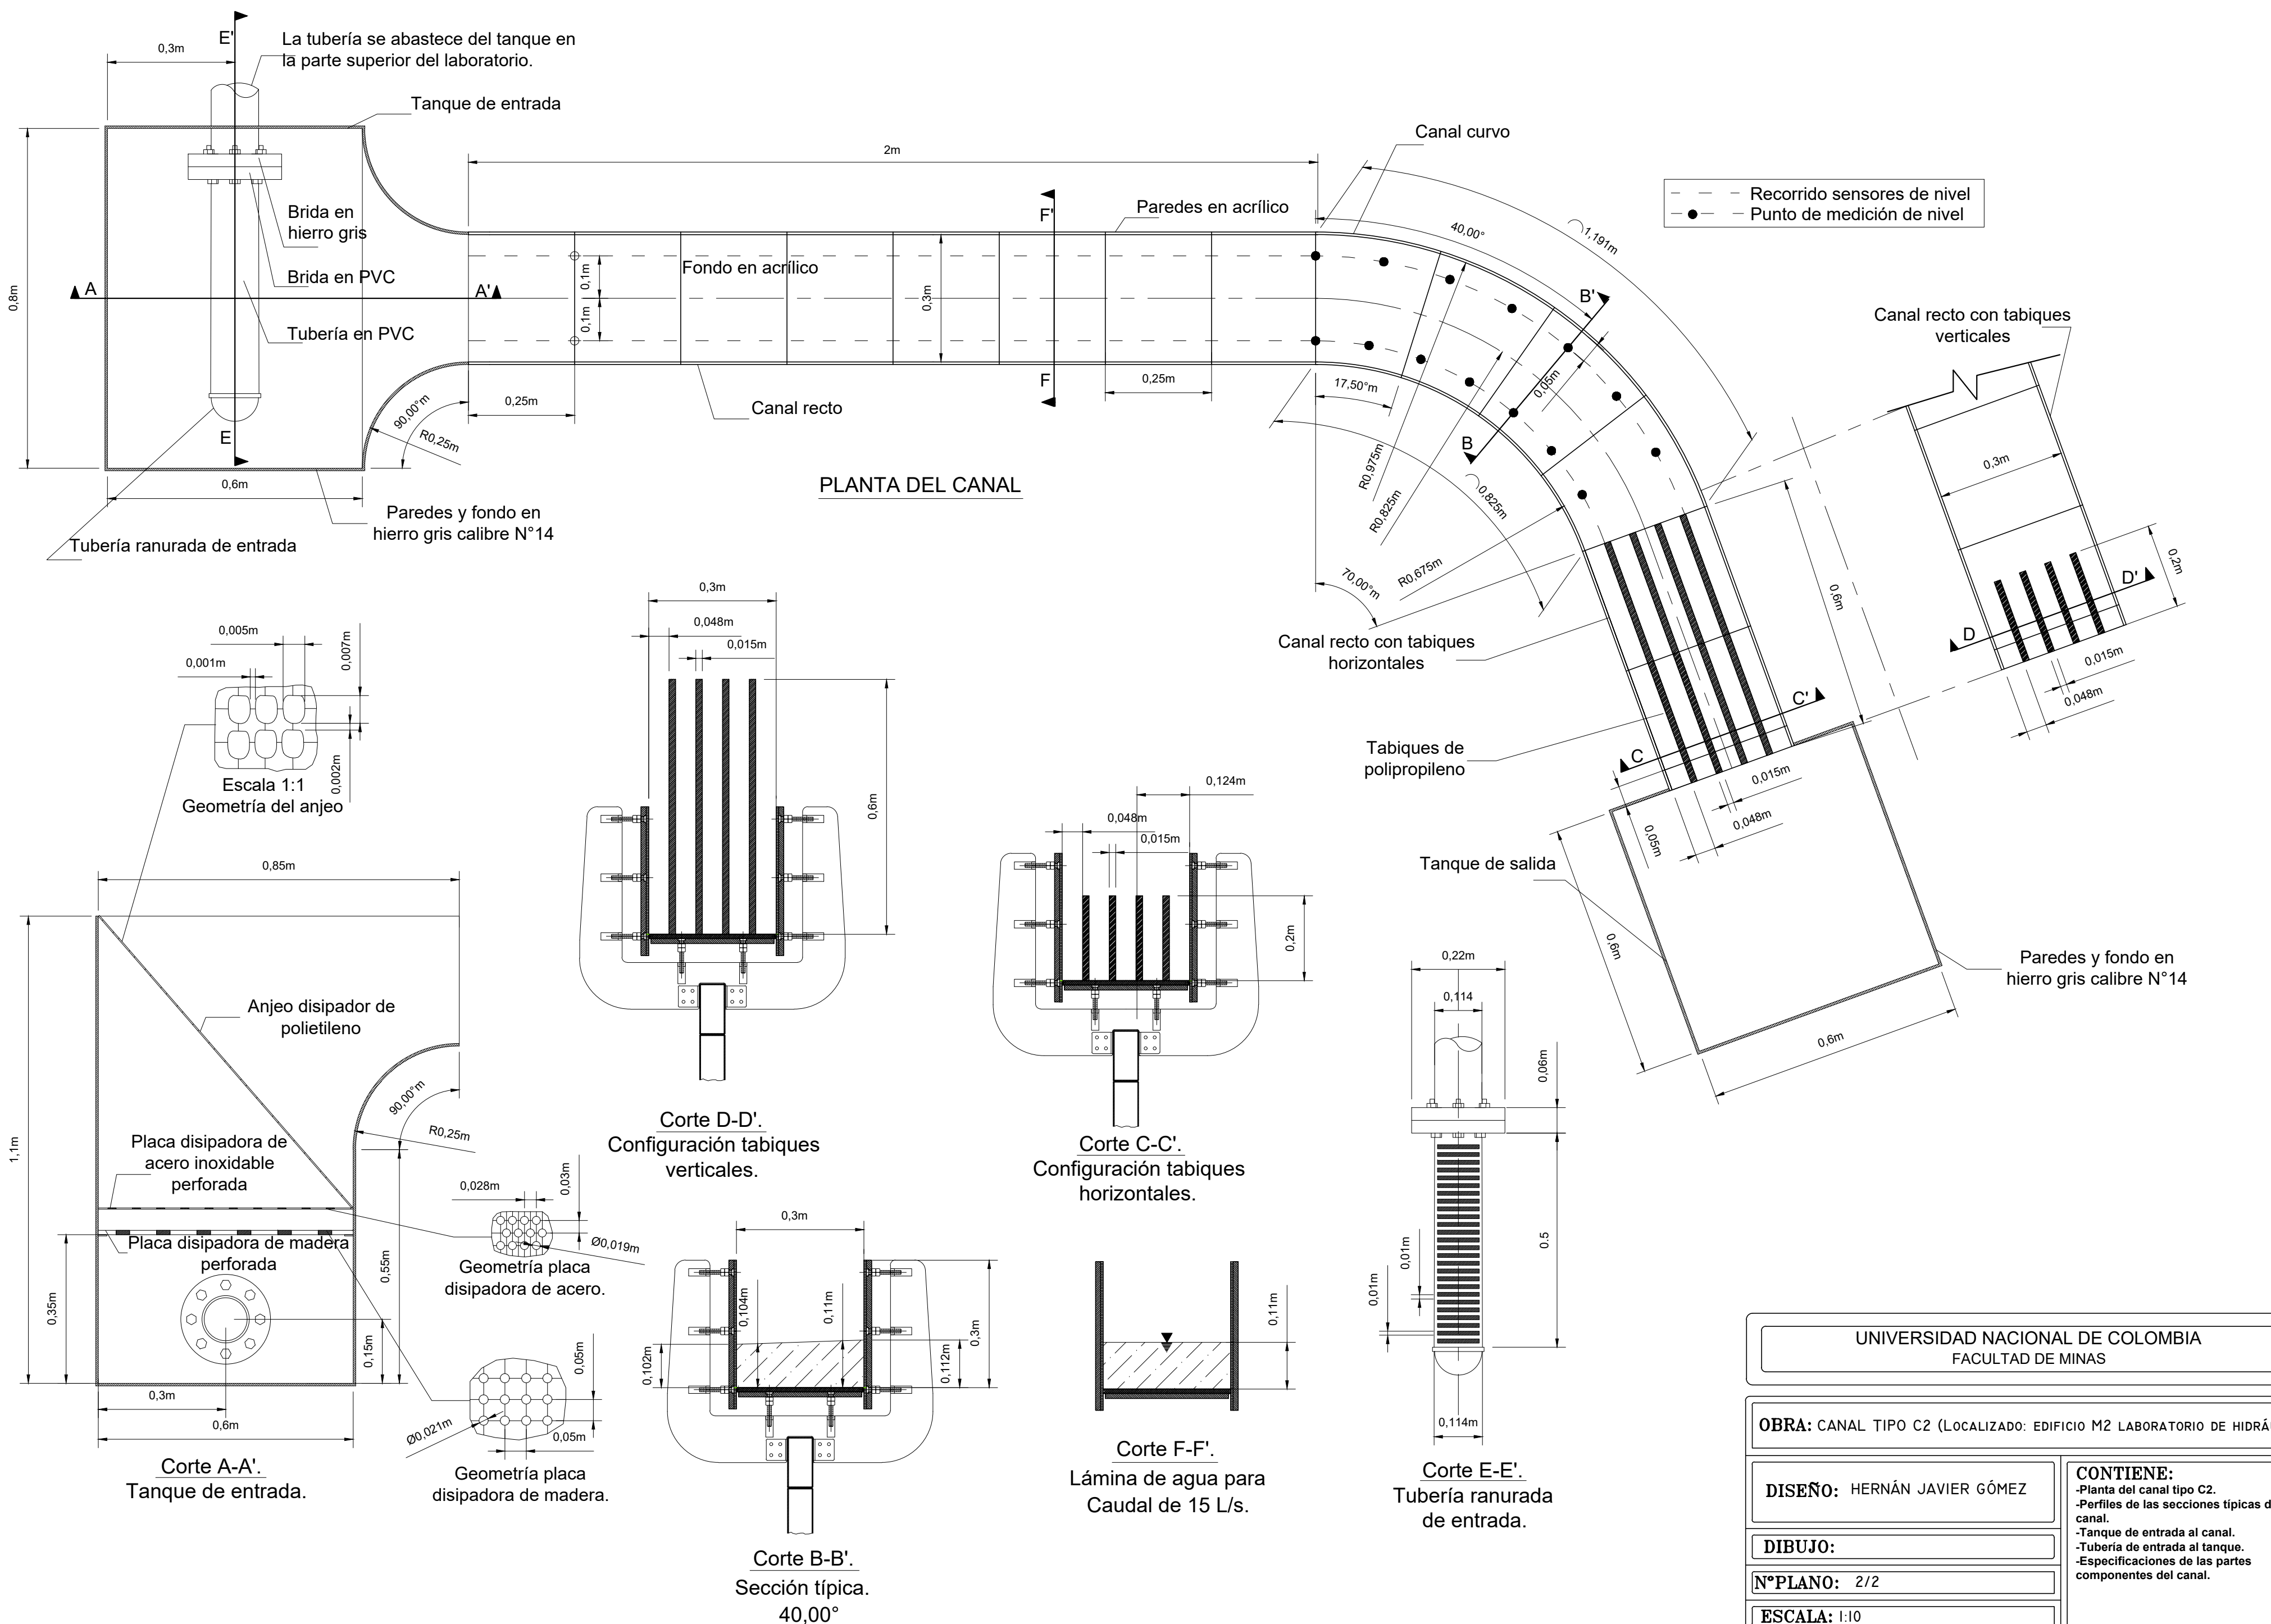 E'
0,3m
La tubería se abastece del tanque en
la parte superior del laboratorio.
Tanque de entrada
Brida en
hierro gris
Brida en PVC
Tubería en PVC
0,8m
A
A'
E
90,00°m
R0,25m
0,6m
Paredes y fondo en
hierro gris calibre N°14
Tubería ranurada de entrada
2m
Fondo en acrílico
0,1m
0,1m
0,3m
F'
F
Paredes en acrílico
0,25m
0,25m
Canal recto
PLANTA DEL CANAL
Canal curvo
40,00°
1,191m
B'
B
0,05m
17,50°m
R0,975m
R0,825m
R0,675m
0,825m
70,00°m
Recorrido sensores de nivel
Punto de medición de nivel
Canal recto con tabiques
verticales
0,3m
0,2m
D'
D
0,015m
0,048m
Canal recto con tabiques
horizontales
0,6m
C'
C
Tabiques de
polipropileno
0,015m
0,048m
0,05m
Tanque de salida
0,6m
0,6m
Paredes y fondo en
hierro gris calibre N°14
0,005m
0,001m
0,007m
0,002m
Escala 1:1
Geometría del anjeo
0,85m
1,1m
Anjeo disipador de
polietileno
90,00°m
R0,25m
Placa disipadora de
acero inoxidable
perforada
Placa disipadora de madera
perforada
0,35m
0,55m
0,15m
0,3m
0,6m
Corte A-A'.
Tanque de entrada.
0,028m
0,03m
Ø0,019m
Geometría placa
disipadora de acero.
0,05m
0,05m
Ø0,021m
Geometría placa
disipadora de madera.
0,3m
0,048m
0,015m
0,6m
Corte D-D'.
Configuración tabiques
verticales.
0,124m
0,048m
0,015m
0,2m
Corte C-C'.
Configuración tabiques
horizontales.
0,3m
0,104m
0,11m
0,102m
0,112m
0,3m
Corte B-B'.
Sección típica.
40,00°
0,11m
Corte F-F'.
Lámina de agua para
Caudal de 15 L/s.
0,22m
0,114
0,06m
0.5
0,01m
0,01m
0,114m
Corte E-E'.
Tubería ranurada
de entrada.
UNIVERSIDAD NACIONAL DE COLOMBIA
FACULTAD DE MINAS
OBRA: CANAL TIPO C2 (LOCALIZADO: EDIFICIO M2 LABORATORIO DE
DISEÑO: HERNÁN JAVIER GÓMEZ
DIBUJO:
N°PLANO: 2/2
ESCALA: 1:10
CONTIENE:
-Planta del canal tipo C2.
-Perfiles de las secciones típicas
canal.
-Tanque de entrada al canal.
-Tubería de entrada al tanque.
-Especificaciones de las partes
componentes del canal.